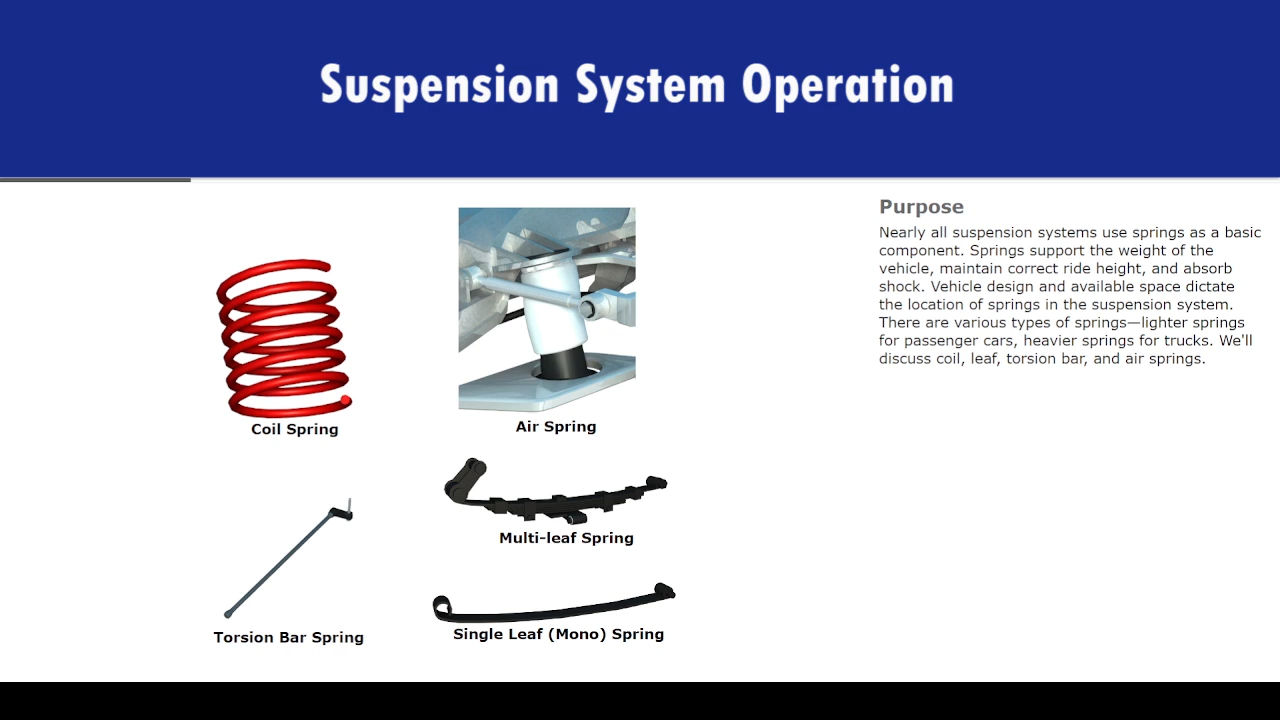 Suspension System Operation
Purpose
Nearly all suspension systems use springs as a basic
component. Springs support the weight of the
vehicle, maintain correct ride height, and absorb
shock. Vehicle design and available space dictate
the location of springs in the suspension system.
There are various types of springs—lighter springs
for passenger cars, heavier springs for trucks. We'll
discuss coil, leaf, torsion bar, and air springs.
Coil Spring
Air Spring
Multi-leaf Spring
Torsion Bar Spring
Single Leaf (Mono) Spring